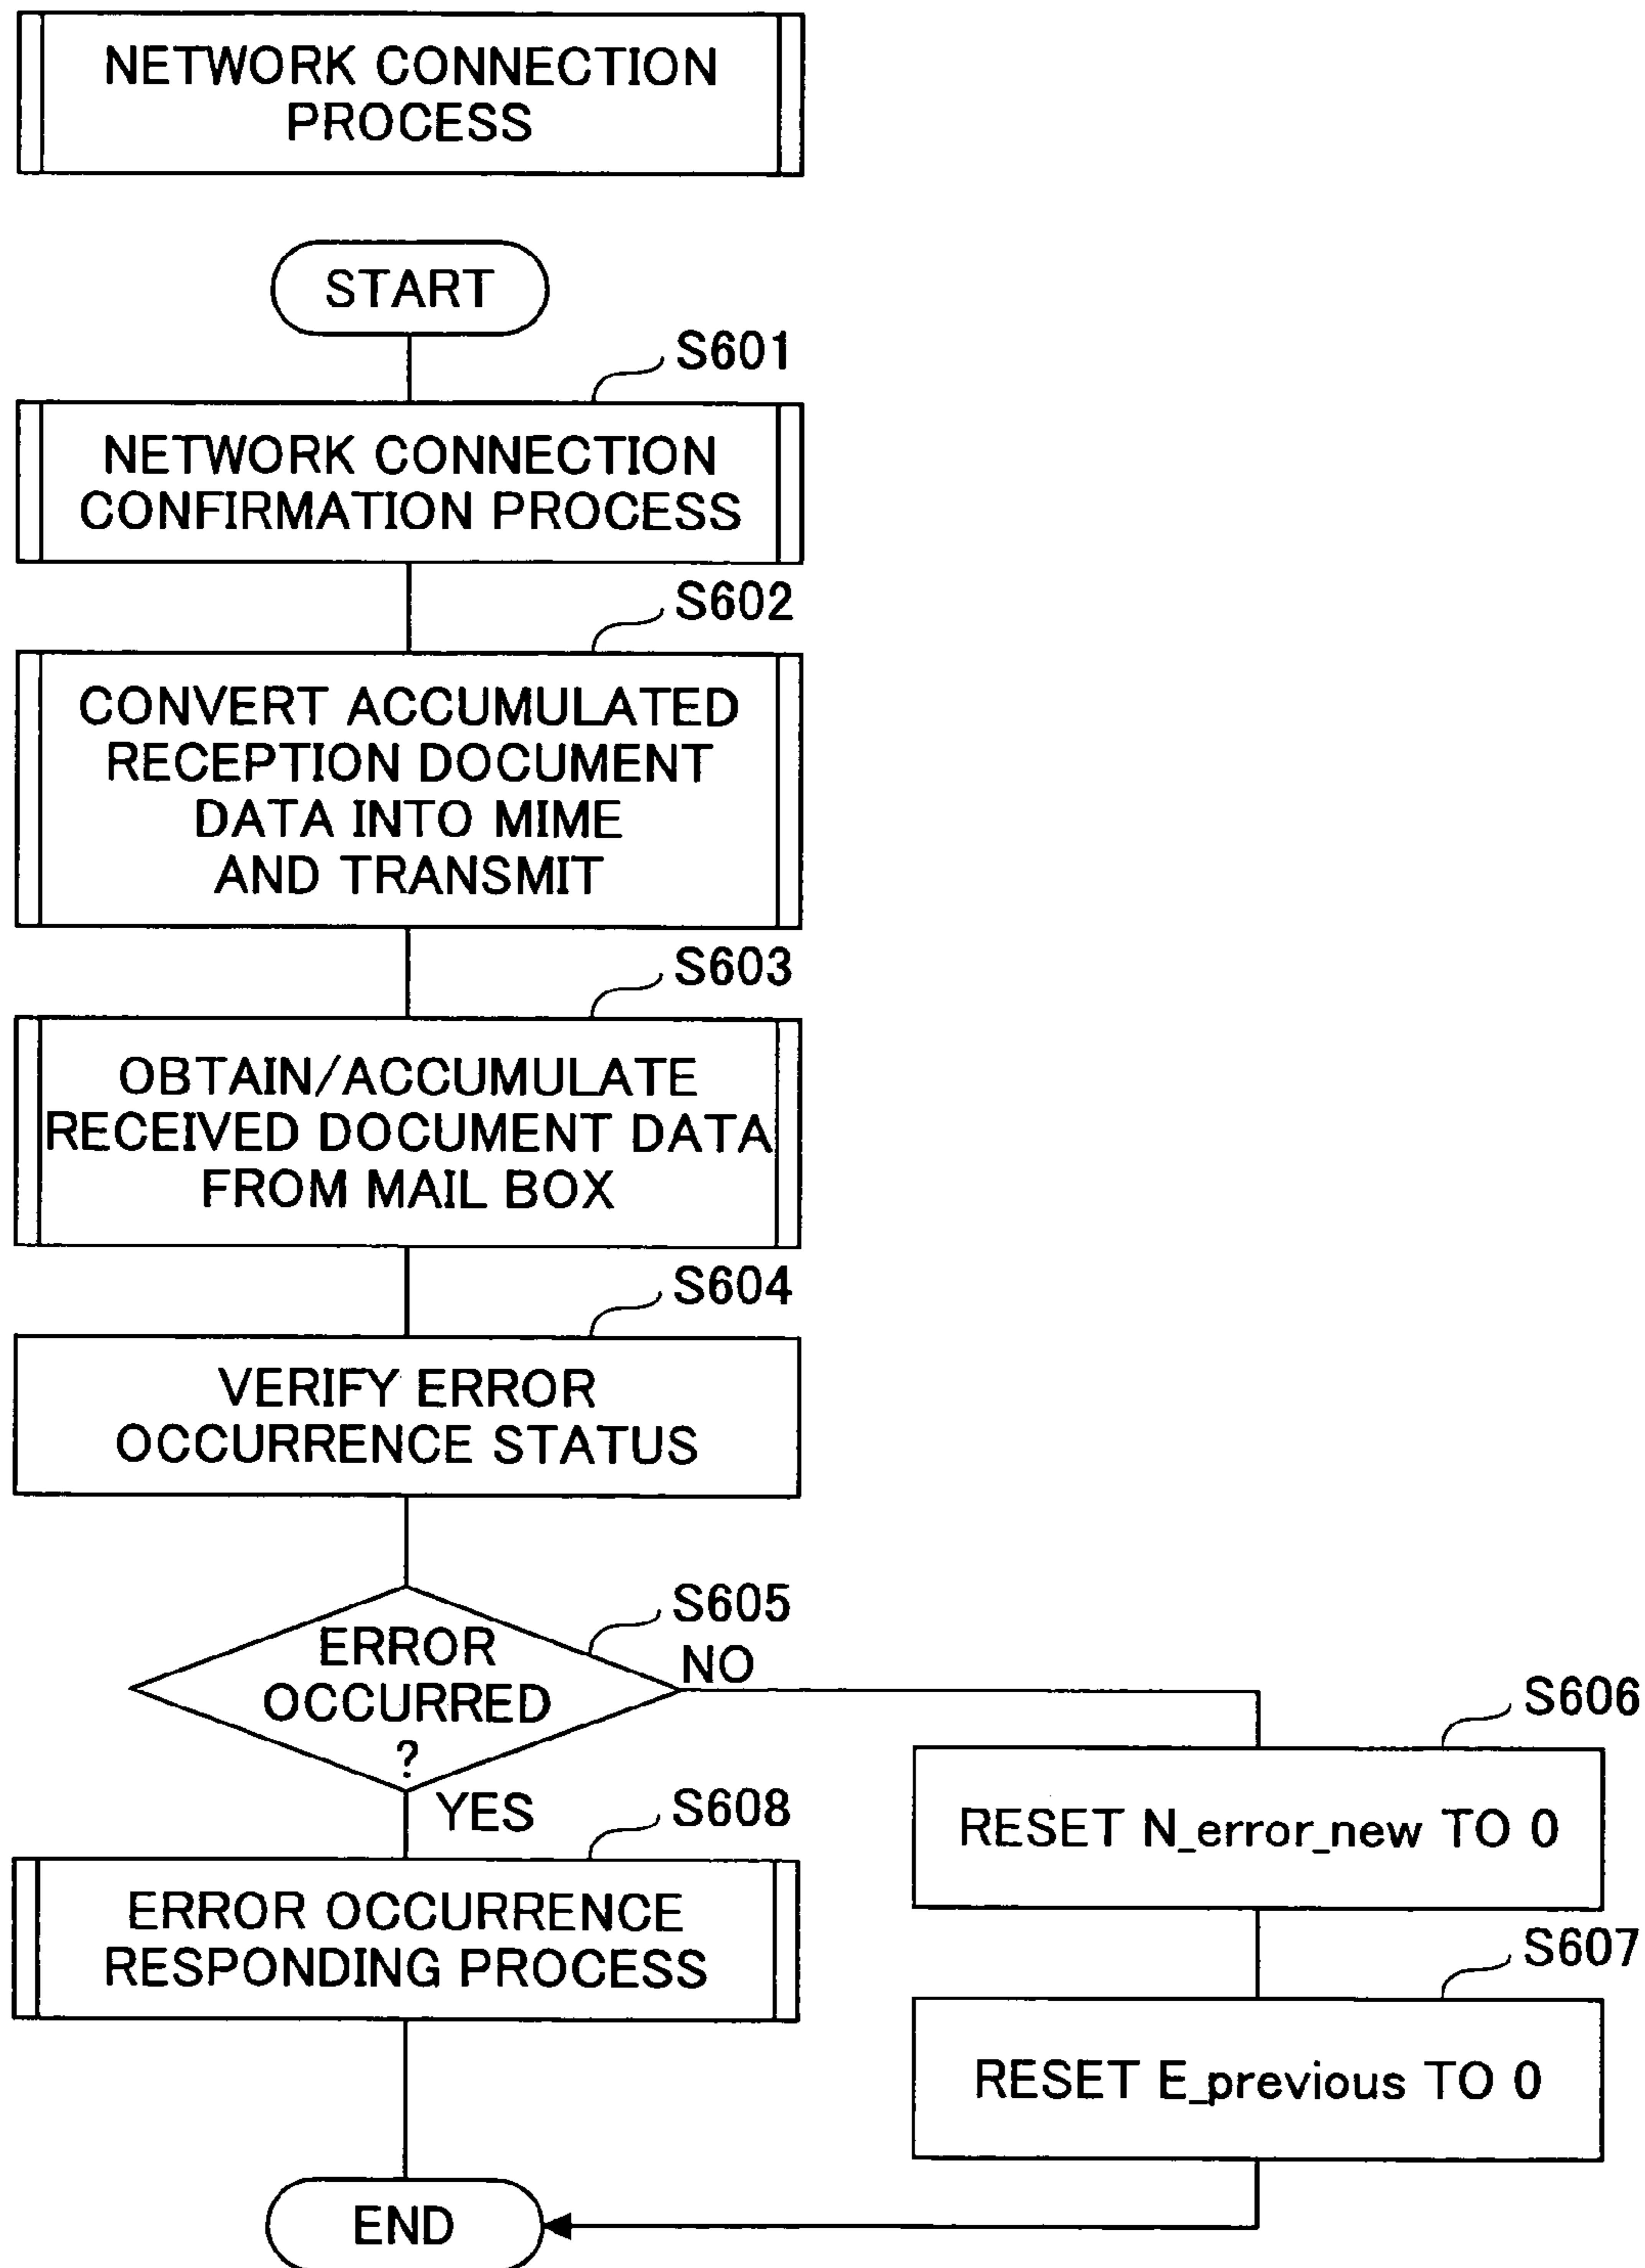 NETWORK CONNECTION
PROCESS
START
S601
NETWORK CONNECTION
CONFIRMATION PROCESS
S602
CONVERT ACCUMULATED
RECEPTION DOCUMENT
DATA INTO MIME
AND TRANSMIT
S603
OBTAIN/ACCUMULATE
RECEIVED DOCUMENT DATA
FROM MAIL BOX
S604
VERIFY ERROR
OCCURRENCE STATUS
S605
ERROR
OCCURRED
?
NO
YES
S606
RESET N_error_new TO 0
S607
RESET E_previous TO 0
S608
ERROR OCCURRENCE
RESPONDING PROCESS
END